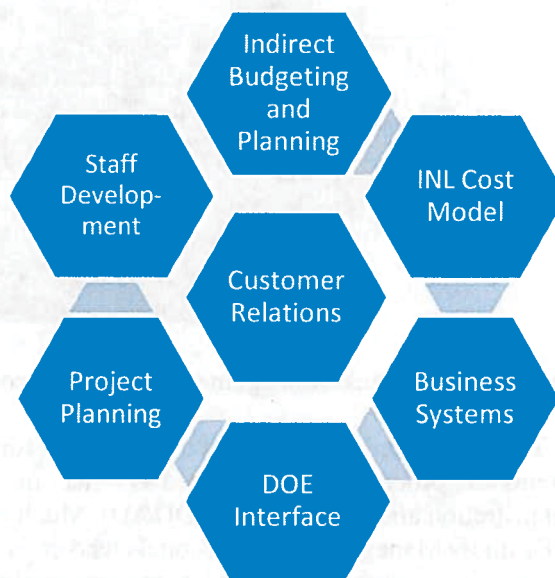 Indirect
Budgeting
and
Planning
Staff
Develop-
ment
INL Cost
Model
Customer
Relations
Project
Planning
Business
Systems
DOE
Interface